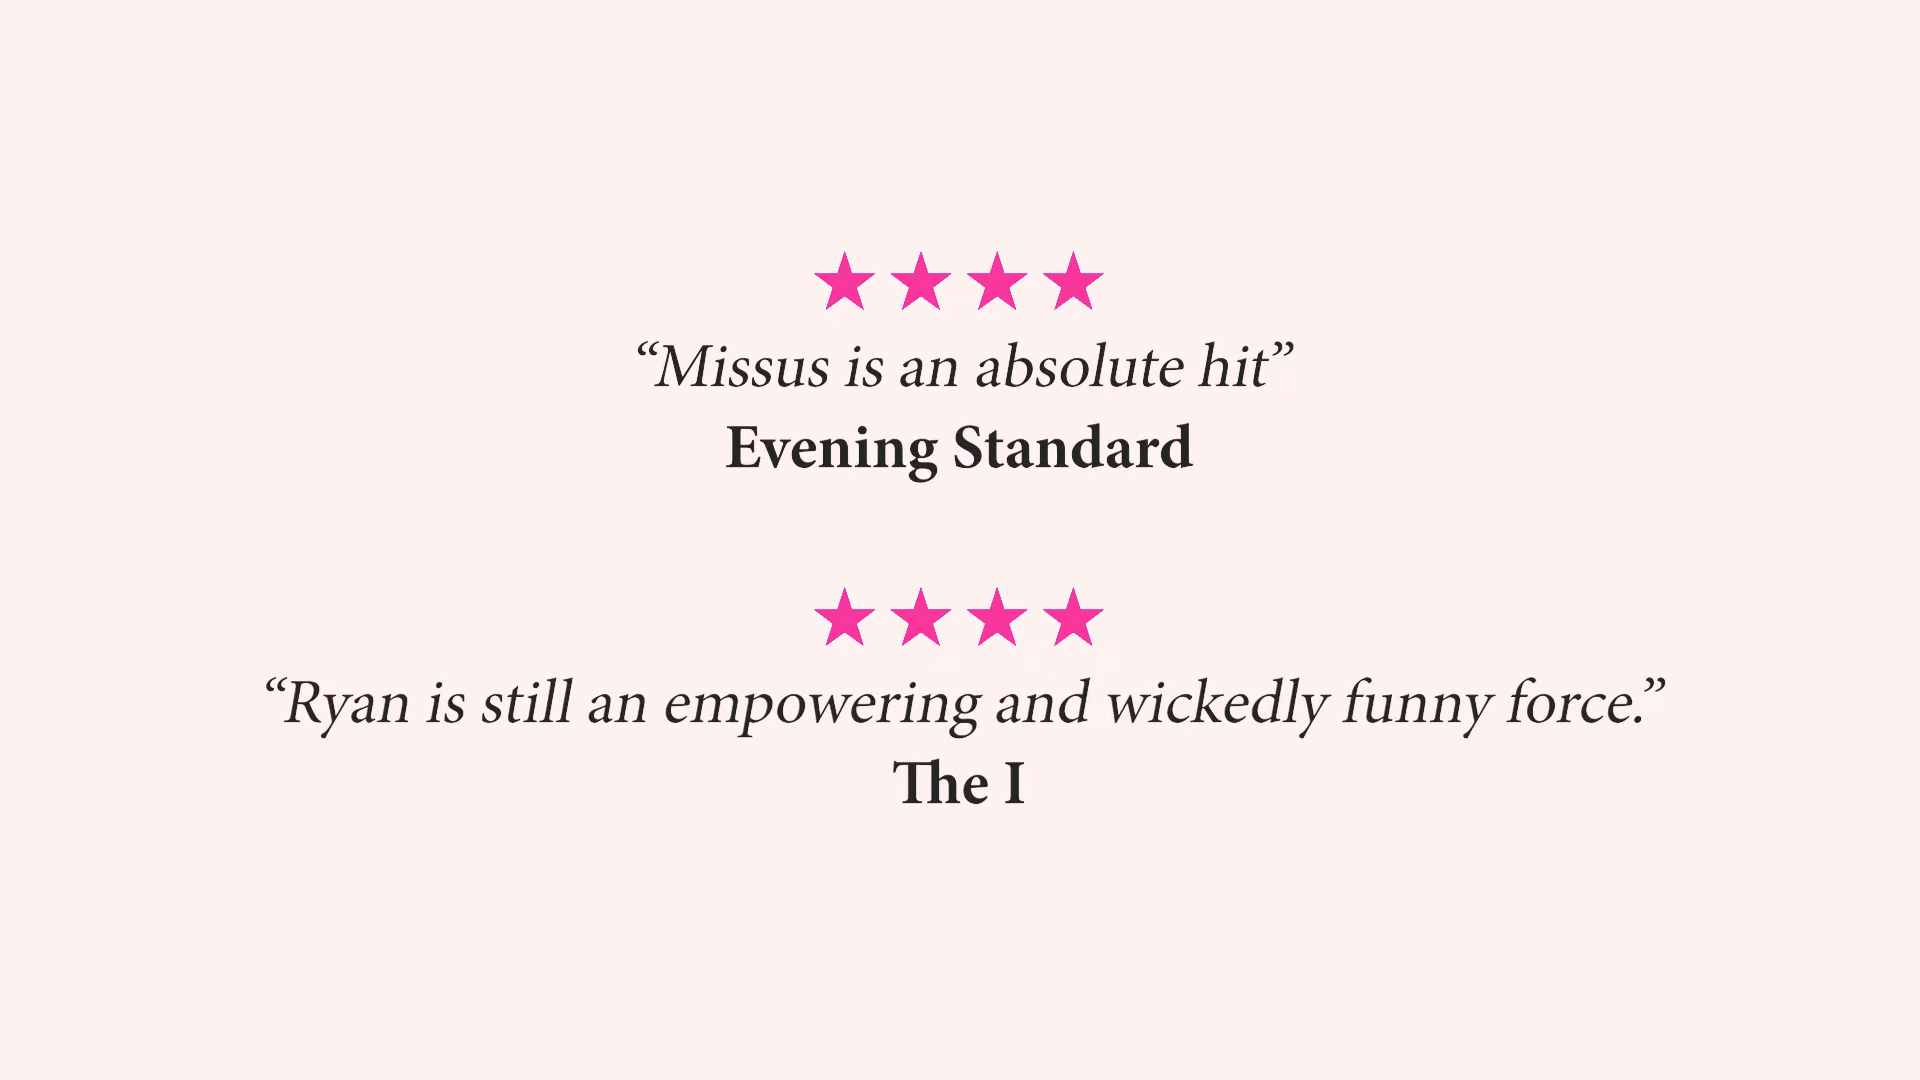 ★★★★
“Missus is an absolute hit”
Evening Standard
★★★★
“Ryan is still an empowering and wickedly funny force.”
The I